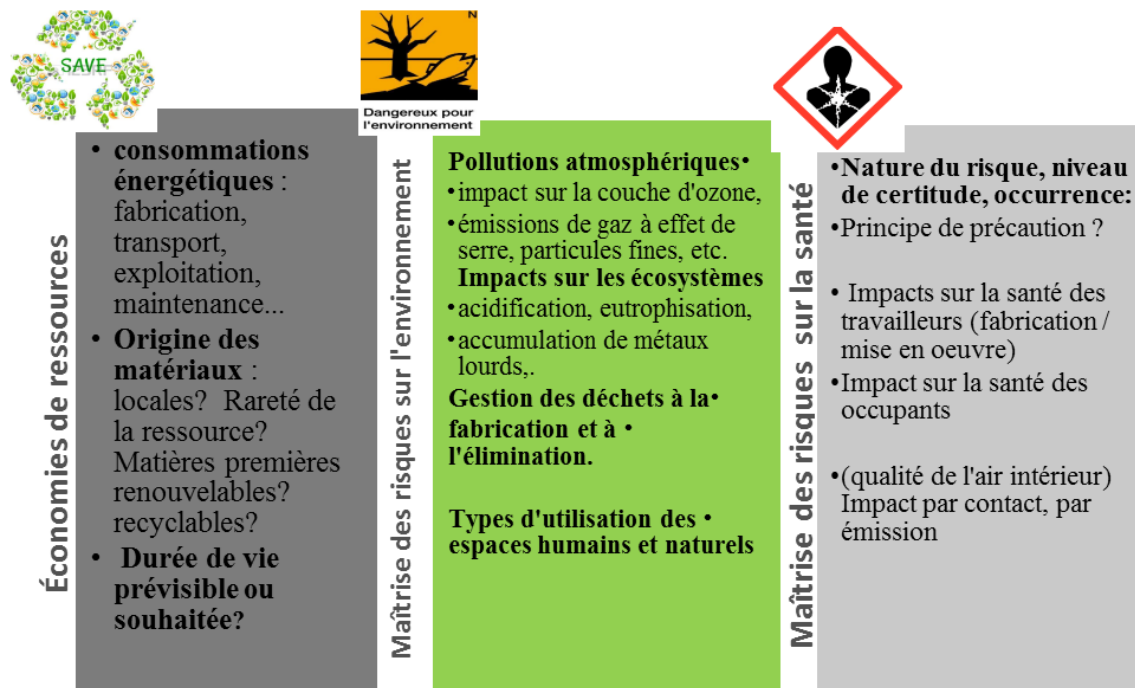 SAVE
Économies de ressources
• consommations
énergétiques :
fabrication,
transport,
exploitation,
maintenance...
• Origine des
matériaux :
locales? Rareté de
la ressource?
Matières premières
renouvelables?
recyclables?
• Durée de vie
prévisible ou
souhaitée?
Dangereux pour
l'environnement
Maîtrise des risques sur l'environnement
Pollutions atmosphériques•
•impact sur la couche d'ozone,
•émissions de gaz à effet de
serre, particules fines, etc.
Impacts sur les écosystèmes
•acidification, eutrophisation,
•accumulation de métaux
lourds,.
Gestion des déchets à la•
fabrication et à •
l'élimination.
Types d'utilisation des •
espaces humains et naturels
Maîtrise des risques sur la santé
•Nature du risque, niveau
de certitude, occurrence:
•Principe de précaution ?
• Impacts sur la santé des
travailleurs (fabrication /
mise en oeuvre)
•Impact sur la santé des
occupants
•(qualité de l'air intérieur)
Impact par contact, par
émission